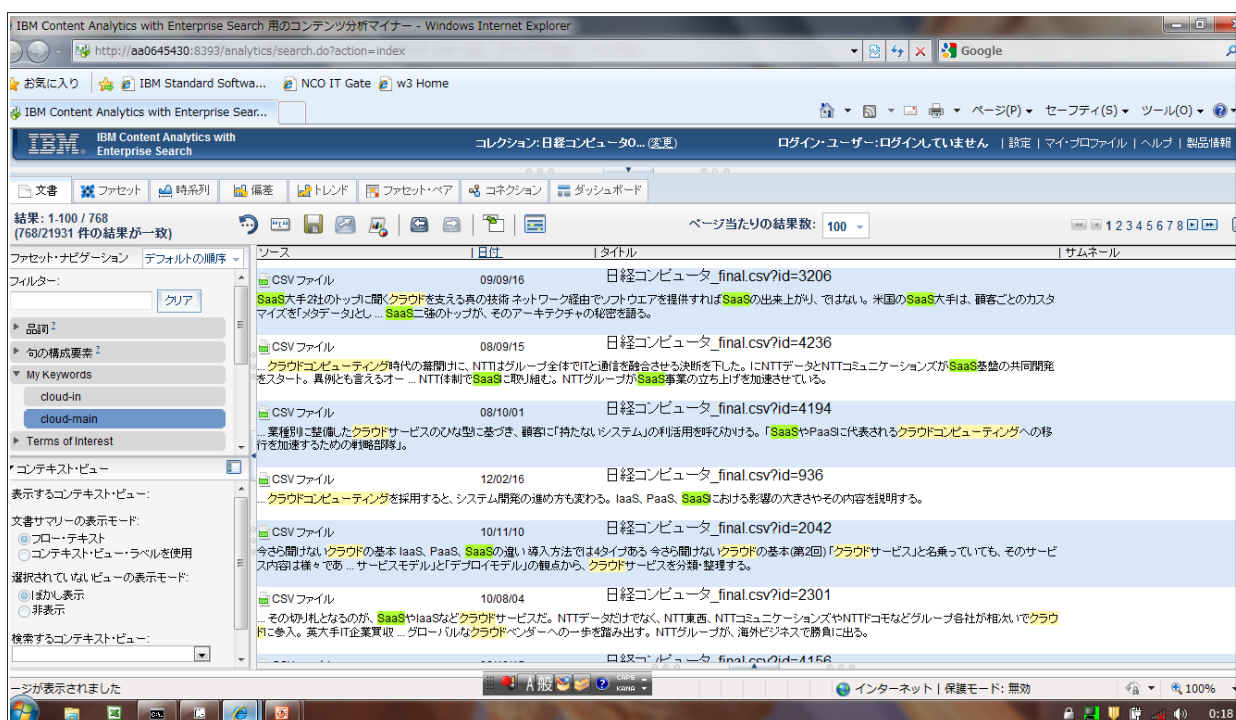 IBM Content Analytics with Enterprise Search 用のコンテンツ分析マイナー - Windows Internet Explorer
http://aa0645430:8393/analytics/search.do?action=index
Google
お気に入り IBM Standard Softwa... NCO IT Gate w3 Home
IBM Content Analytics with Enterprise Sear...
ページ(P) セーフティ(S) ツール(O)
IBM IBM Content Analytics with
Enterprise Search
コレクション:日経コンピュータ0... (変更)
ログイン・ユーザー:ログインしていません | 設定 | マイ・プロファイル | ヘルプ | 製品情報
文書 ファセット 時系列 偏差 トレンド ファセット・ペア コネクション ダッシュボード
結果: 1-100 / 768
(768/21931 件の結果が一致)
ページ当たりの結果数: 100
1 2 3 4 5 6 7 8
ファセット・ナビゲーション デフォルトの順序
フィルター:
クリア
品詞 ?
句の構成要素 ?
My Keywords
cloud-in
cloud-main
Terms of Interest
コンテキスト・ビュー
表示するコンテキスト・ビュー:
文書サマリーの表示モード:
フロー・テキスト
コンテキスト・ビュー・ラベルを使用
選択されていないビューの表示モード:
ぼかし表示
非表示
検索するコンテキスト・ビュー:
ソース | 日付 | タイトル | サムネール
CSV ファイル 09/09/16 日経コンピュータ_final.csv?id=3206
SaaS大手2社のトップに聞くクラウドを支える真の技術 ネットワーク経由でソフトウエアを提供すればSaaSの出来上がり、ではない。米国のSaaS大手は、顧客ごとのカスタ
マイズを「メタデータ」とし ... SaaS二強のトップが、そのアーキテクチャの秘密を語る。
CSV ファイル 08/09/15 日経コンピュータ_final.csv?id=4236
... クラウドコンピューティング時代の幕開けに、NTTはグループ全体でITと通信を融合させる決断を下した。にNTTデータとNTTコミュニケーションズがSaaS基盤の共同開発
をスタート。異例とも言えるオー ... NTT体制でSaaSに取り組む。NTTグループがSaaS事業の立ち上げを加速させている。
CSV ファイル 08/10/01 日経コンピュータ_final.csv?id=4194
... 業種別に整備したクラウドサービスのひな型に基づき、顧客に「持たないシステム」の利活用を呼びかける。「SaaSやPaaSに代表されるクラウドコンピューティングへの移
行を加速するための戦略部隊」。
CSV ファイル 12/02/16 日経コンピュータ_final.csv?id=936
... クラウドコンピューティングを採用すると、システム開発の進め方も変わる。IaaS、PaaS、SaaSにおける影響の大きさやその内容を説明する。
CSV ファイル 10/11/10 日経コンピュータ_final.csv?id=2042
今さら聞けないクラウドの基本 IaaS、PaaS、SaaSの違い 導入方法では4タイプある 今さら聞けないクラウドの基本(第2回)「クラウドサービス」と名乗っていても、そのサービ
ス内容は様々であ ... サービスモデル」と「デプロイモデル」の観点から、クラウドサービスを分類・整理する。
CSV ファイル 10/08/04 日経コンピュータ_final.csv?id=2301
... その切り札となるのが、SaaSやIaaSなどクラウドサービスだ。NTTデータだけでなく、NTT東西、NTTコミュニケーションズやNTTドコモなどグループ各社が相次いでクラウ
ドに参入。英大手IT企業買収 ... グローバルなクラウドベンダーへの一歩を踏み出す。NTTグループが、海外ビジネスで勝負に出る。
日経コンピュータ_final.csv?id=4156
ージが表示されました
A 般 CAPS KANA
インターネット | 保護モード: 無効
100%
0:18